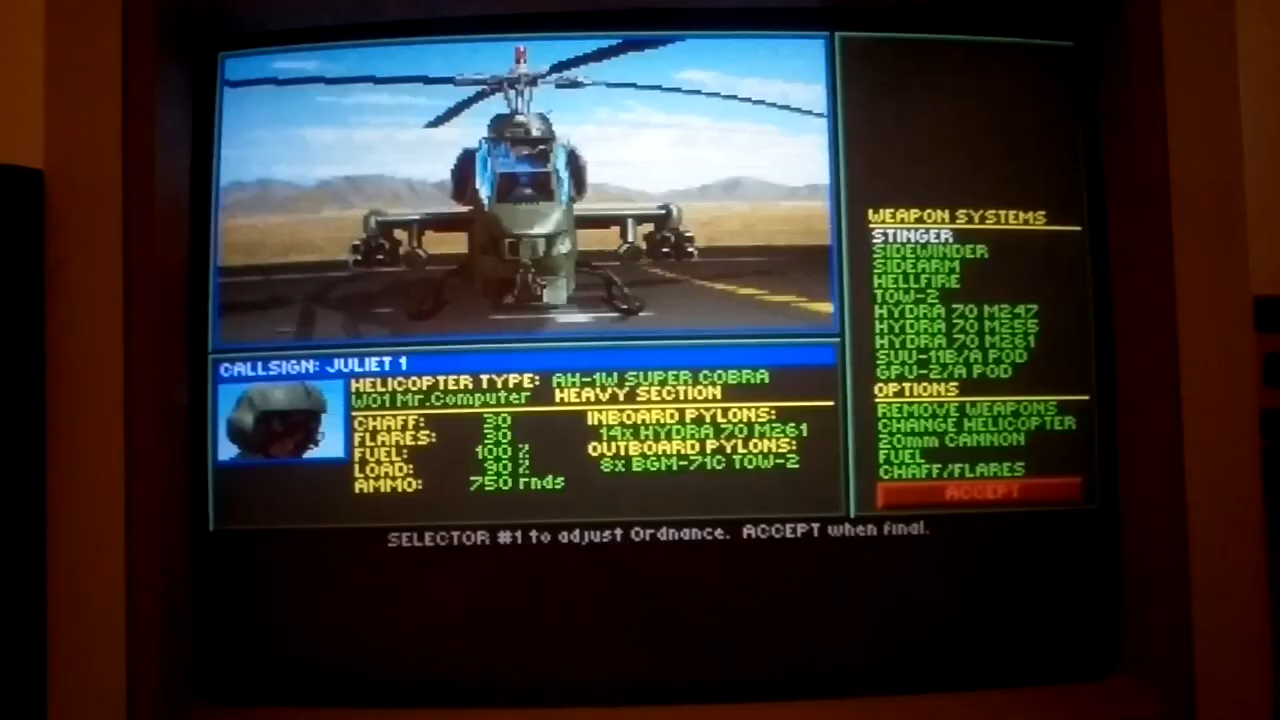 CALLSIGN: JULIET 1
HELICOPTER TYPE: AH-1W SUPER COBRA
WO1 Mr.Computer HEAVY SECTION
CHAFF: 30
FLARES: 30
FUEL: 100 %
LOAD: 90 %
AMMO: 750 rnds
INBOARD PYLONS:
14x HYDRA 70 M261
OUTBOARD PYLONS:
8x BGM-71C TOW-2
WEAPON SYSTEMS
STINGER
SIDEWINDER
SIDEARM
HELLFIRE
TOW-2
HYDRA 70 M247
HYDRA 70 M255
HYDRA 70 M261
SUU-11B/A POD
GPU-2/A POD
OPTIONS
REMOVE WEAPONS
CHANGE HELICOPTER
20mm CANNON
FUEL
CHAFF/FLARES
ACCEPT
SELECTOR #1 to adjust Ordnance. ACCEPT when final.